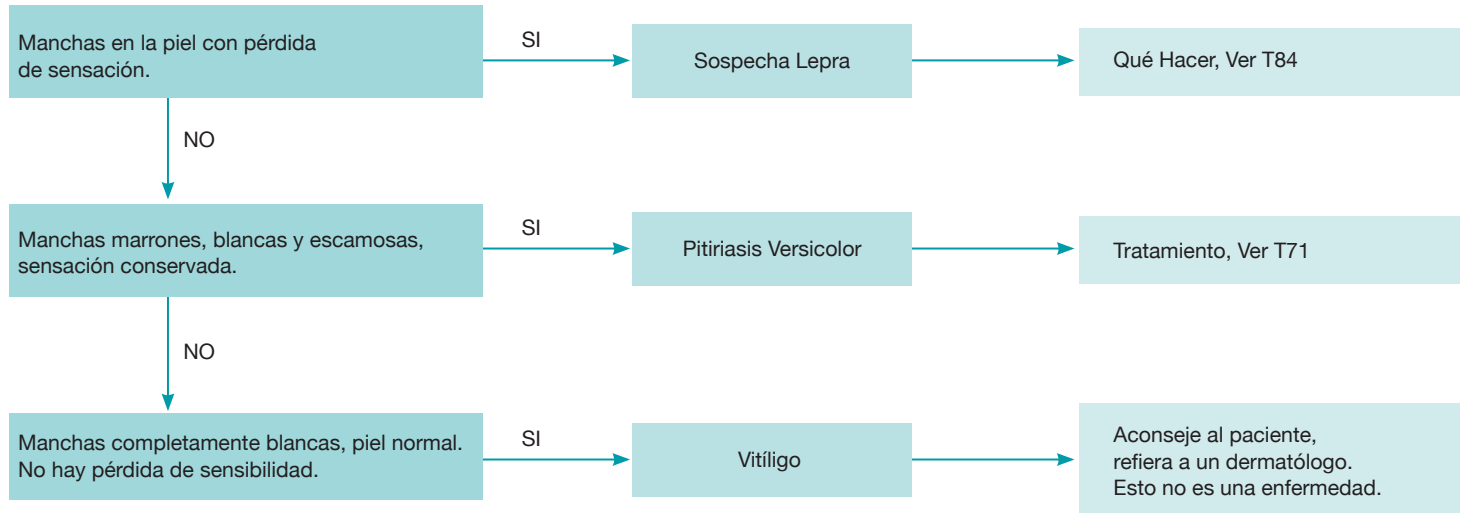 Manchas en la piel con pérdida
de sensación.
SI
Sospecha Lepra
Qué Hacer, Ver T84
NO
Manchas marrones, blancas y escamosas,
sensación conservada.
SI
Pitiriasis Versicolor
Tratamiento, Ver T71
NO
Manchas completamente blancas, piel normal.
No hay pérdida de sensibilidad.
SI
Vitíligo
Aconseje al paciente,
refiera a un dermatólogo.
Esto no es una enfermedad.